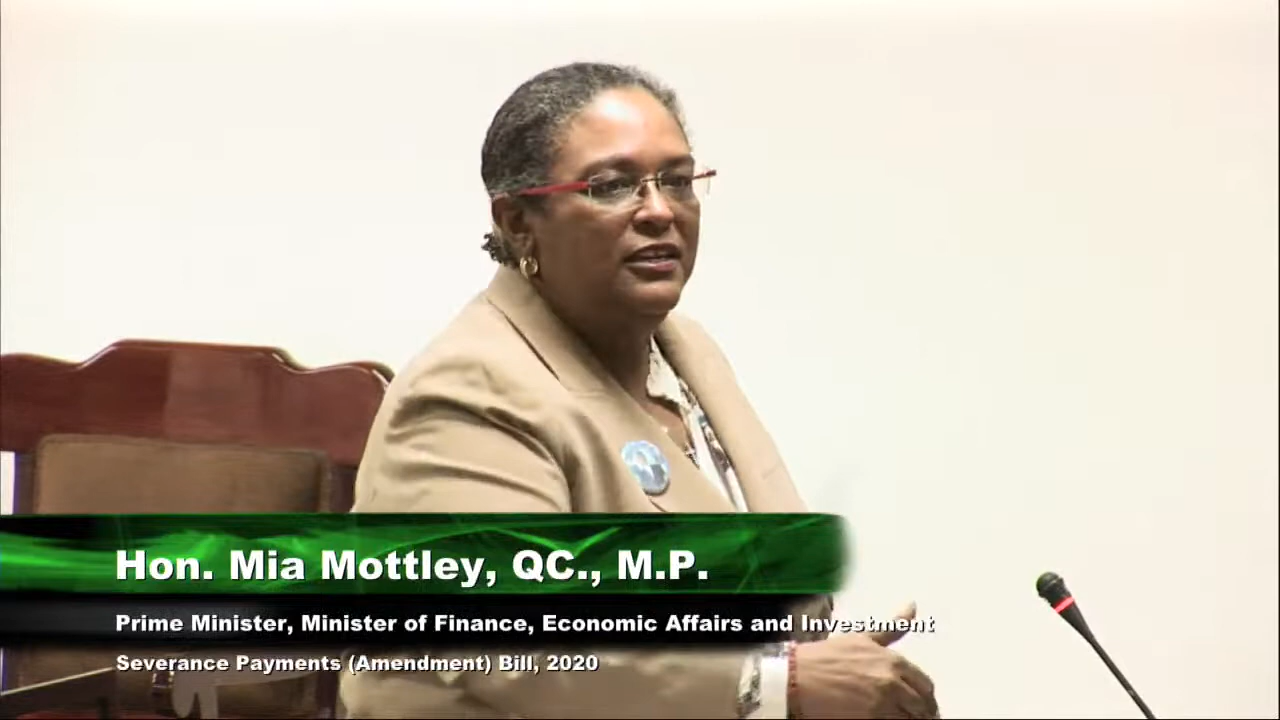 Hon. Mia Mottley, QC., M.P.
Prime Minister, Minister of Finance, Economic Affairs and Investment
Severance Payments (Amendment) Bill, 2020